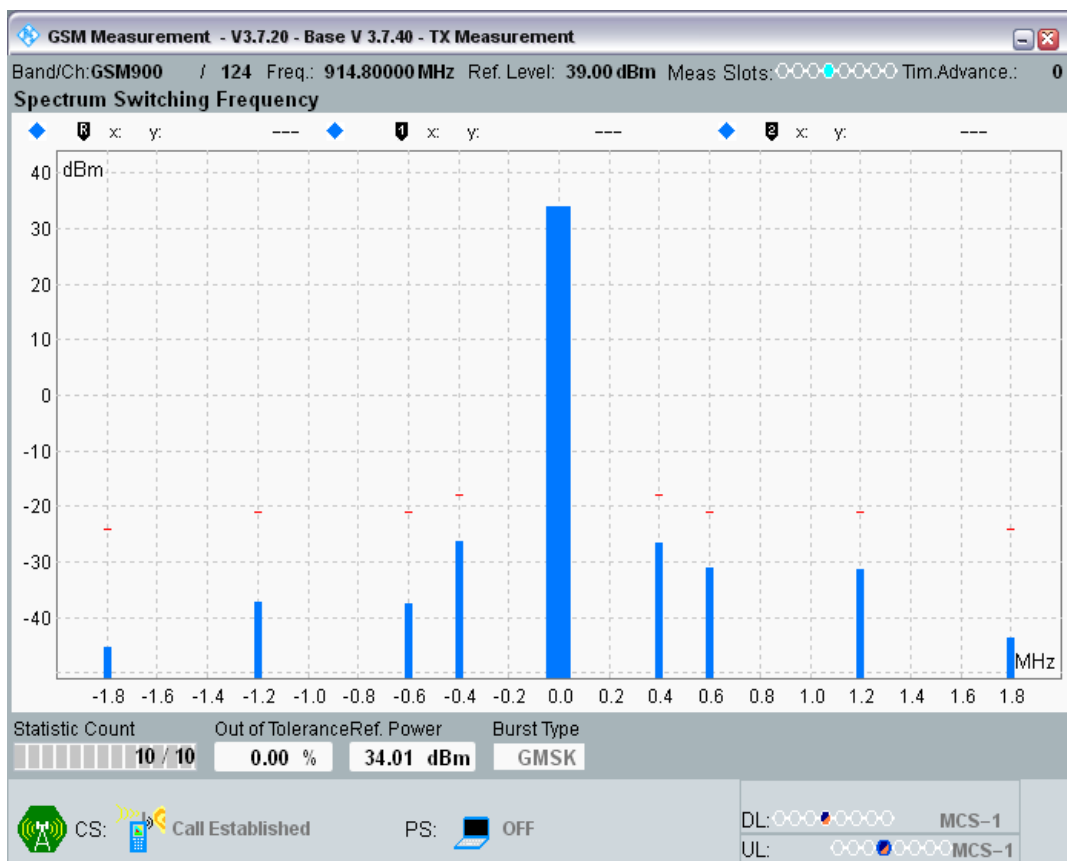 GSM Measurement - V3.7.20 - Base V 3.7.40 - TX Measurement
Band/Ch:GSM900 / 124 Freq.: 914.80000 MHz Ref. Level: 39.00 dBm Meas Slots: Tim.Advance.: 0
Spectrum Switching Frequency
R x: y: --- 1 x: y: --- 2 x: y: ---
dBm
40
30
20
10
0
-10
-20
-30
-40
MHz
-1.8 -1.6 -1.4 -1.2 -1.0 -0.8 -0.6 -0.4 -0.2 0.0 0.2 0.4 0.6 0.8 1.0 1.2 1.4 1.6 1.8
Statistic Count Out of Tolerance Ref. Power Burst Type
10 / 10 0.00 % 34.01 dBm GMSK
CS: Call Established PS: OFF DL: MCS-1
UL: MCS-1